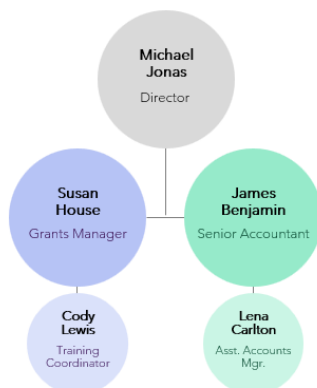 Michael
Jonas
Director
Susan
House
Grants Manager
James
Benjamin
Senior Accountant
Cody
Lewis
Training
Coordinator
Lena
Carlton
Asst. Accounts
Mgr.